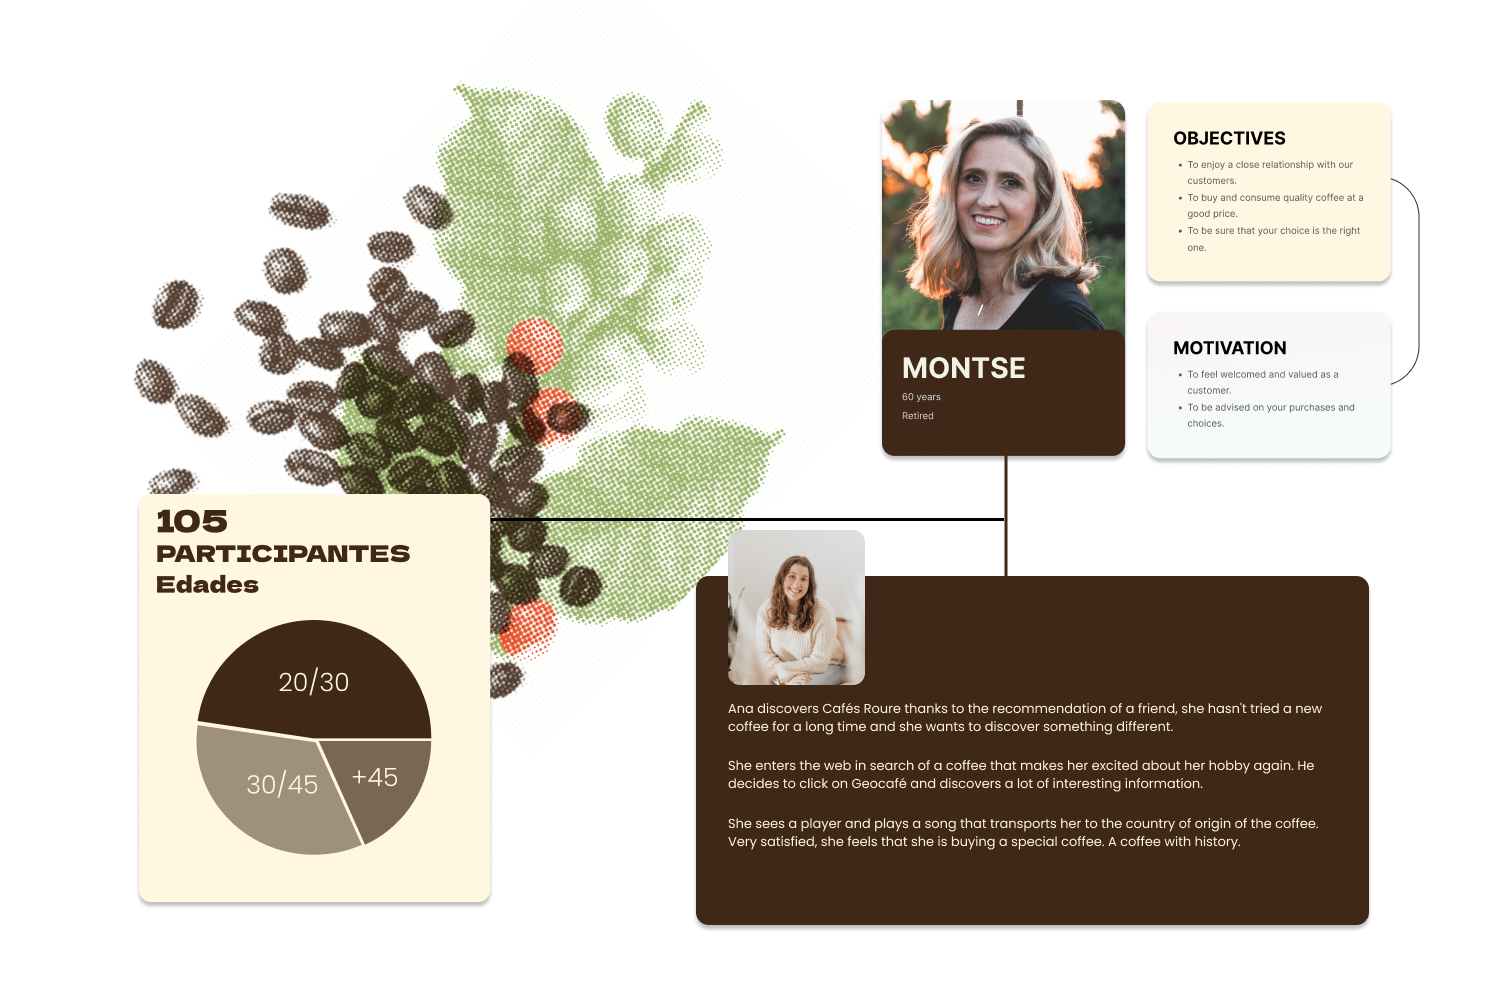 MONTSE
60 years
Retired
OBJECTIVES
• To enjoy a close relationship with our
customers.
• To buy and consume quality coffee at a
good price.
• To be sure that your choice is the right
one.
MOTIVATION
• To feel welcomed and valued as a
customer.
• To be advised on your purchases and
choices.
105
PARTICIPANTES
Edades
20/30
30/45
+45
Ana discovers Cafés Roure thanks to the recommendation of a friend, she hasn't tried a new
coffee for a long time and she wants to discover something different.
She enters the web in search of a coffee that makes her excited about her hobby again. He
decides to click on Geocafé and discovers a lot of interesting information.
She sees a player and plays a song that transports her to the country of origin of the coffee.
Very satisfied, she feels that she is buying a special coffee. A coffee with history.